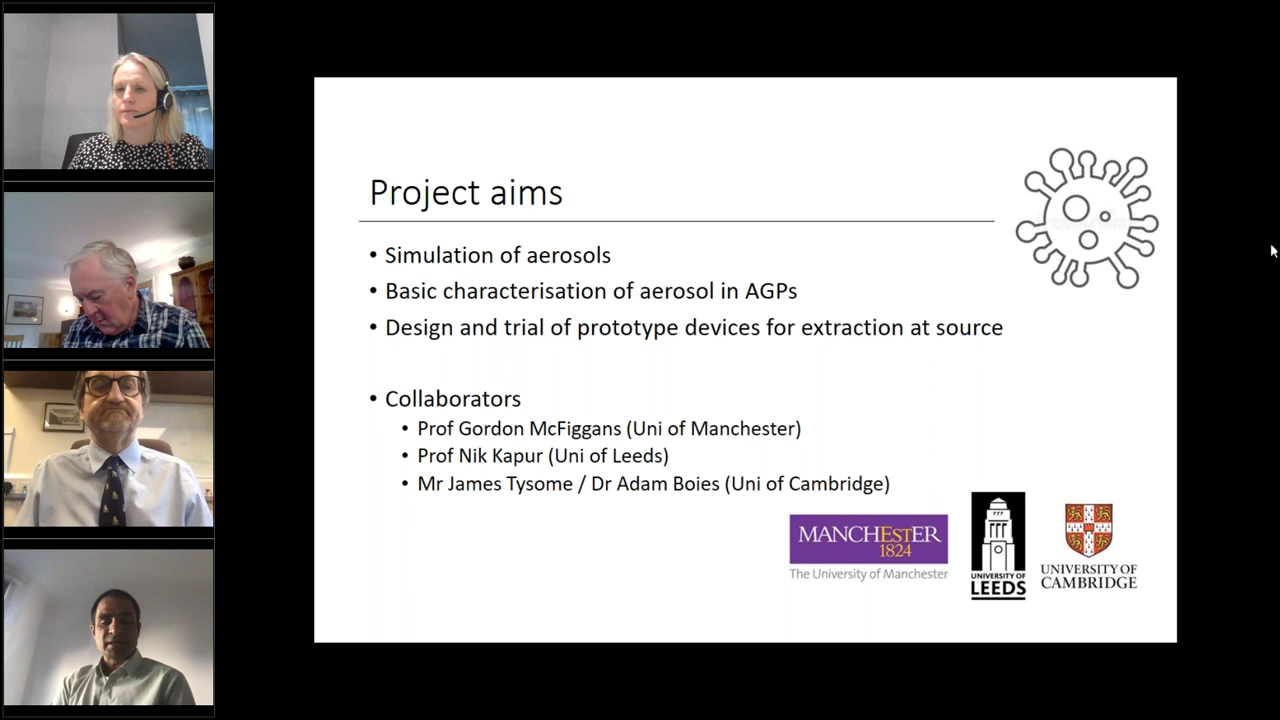 Project aims
• Simulation of aerosols
• Basic characterisation of aerosol in AGPs
• Design and trial of prototype devices for extraction at source
• Collaborators
• Prof Gordon McFiggans (Uni of Manchester)
• Prof Nik Kapur (Uni of Leeds)
• Mr James Tysome / Dr Adam Boies (Uni of Cambridge)
MANCHESTER
1824
The University of Manchester
UNIVERSITY OF
LEEDS
UNIVERSITY OF
CAMBRIDGE